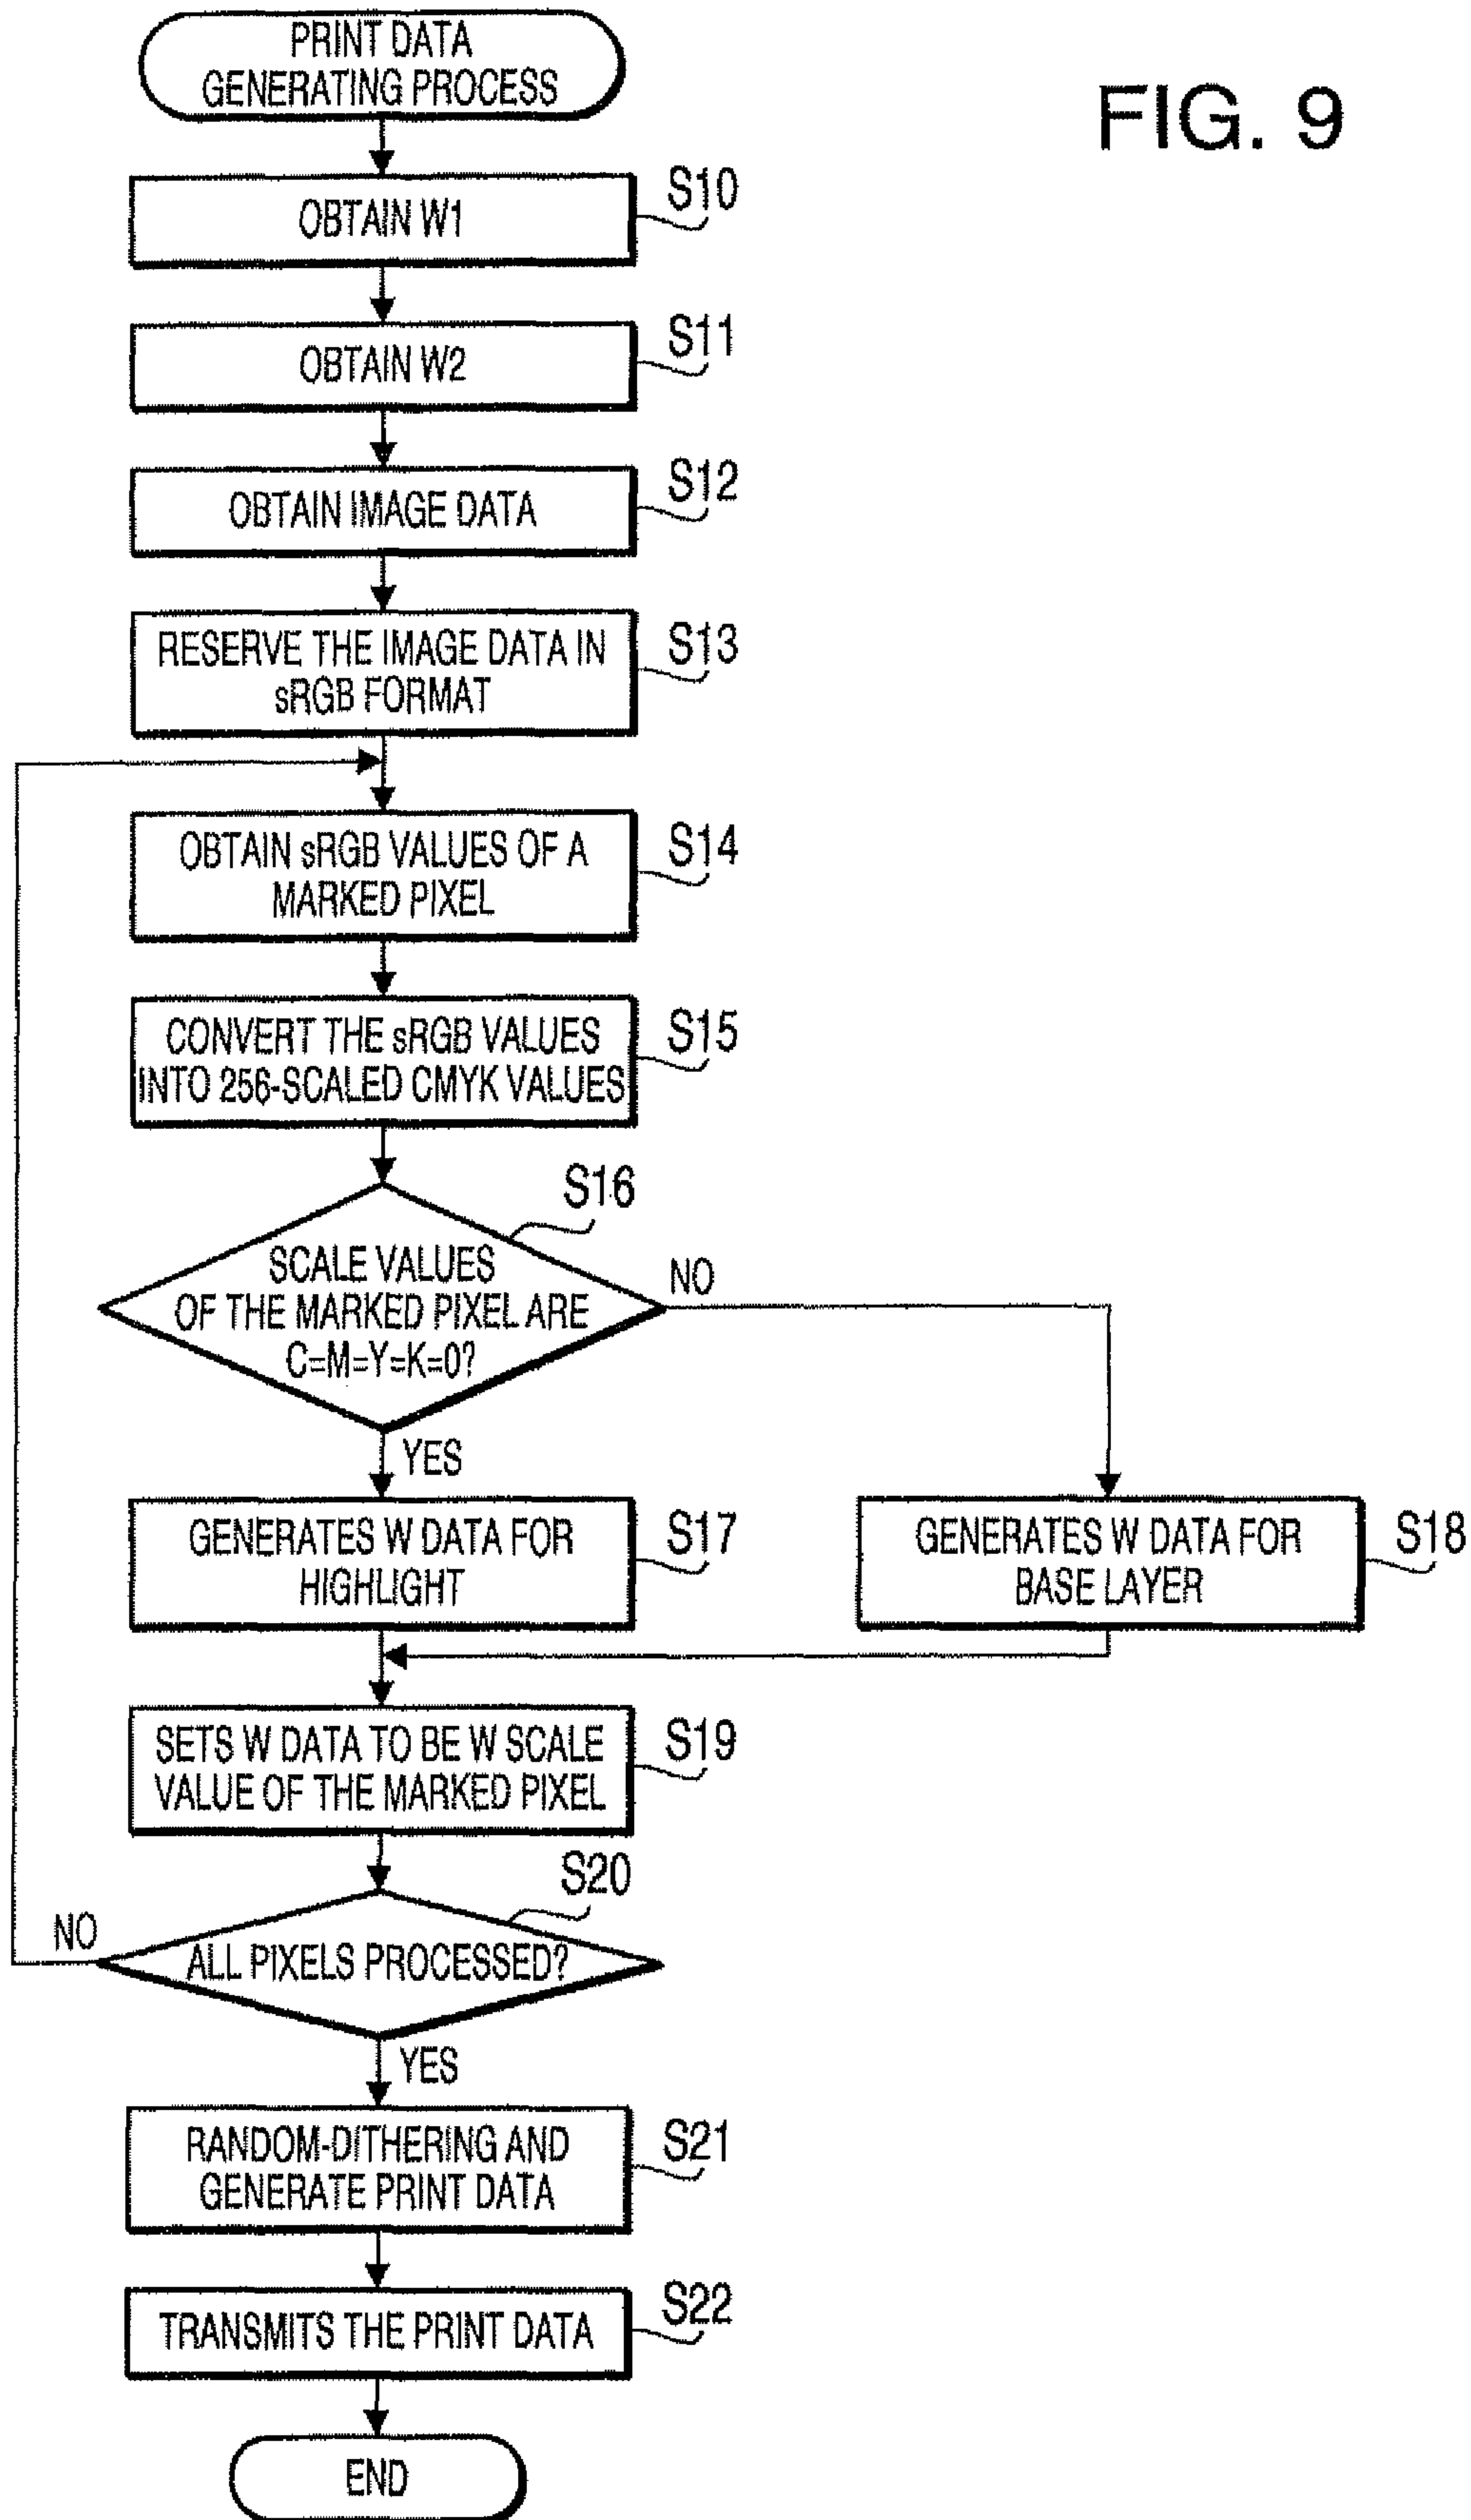 PRINT DATA
GENERATING PROCESS
FIG. 9
S10
OBTAIN W1
S11
OBTAIN W2
S12
OBTAIN IMAGE DATA
S13
RESERVE THE IMAGE DATA IN
sRGB FORMAT
S14
OBTAIN sRGB VALUES OF A
MARKED PIXEL
S15
CONVERT THE sRGB VALUES
INTO 256-SCALED CMYK VALUES
S16
SCALE VALUES
OF THE MARKED PIXEL ARE
C=M=Y=K=0?
NO
YES
S17
GENERATES W DATA FOR
HIGHLIGHT
S18
GENERATES W DATA FOR
BASE LAYER
S19
SETS W DATA TO BE W SCALE
VALUE OF THE MARKED PIXEL
S20
NO
ALL PIXELS PROCESSED?
YES
S21
RANDOM-DITHERING AND
GENERATE PRINT DATA
S22
TRANSMITS THE PRINT DATA
END